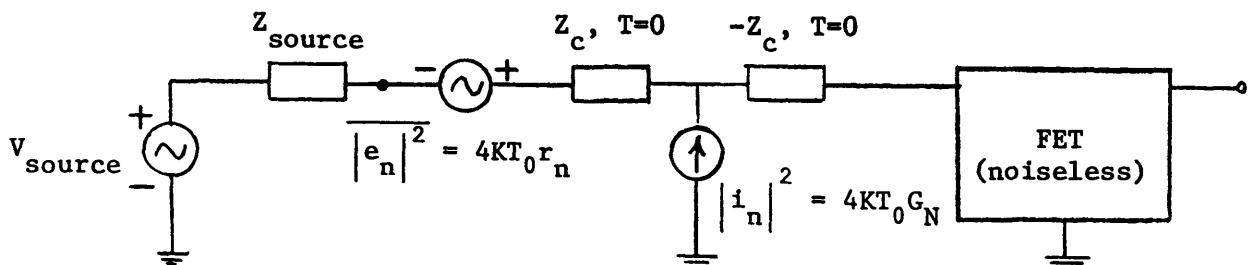 Z_source
Z_c, T=0
-Z_c, T=0
+
-
- +
V_source
|e_n|^2 = 4KT_0r_n
|i_n|^2 = 4KT_0G_N
FET
(noiseless)